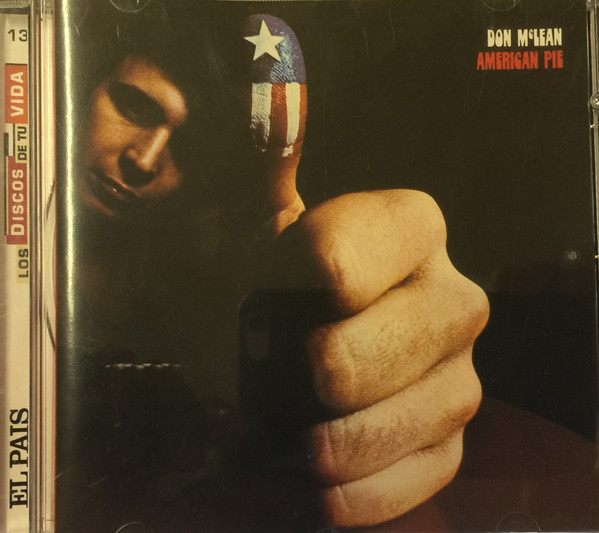 DON McLEAN
AMERICAN PIE
13
LOS DISCOS DE TU VIDA
EL PAIS